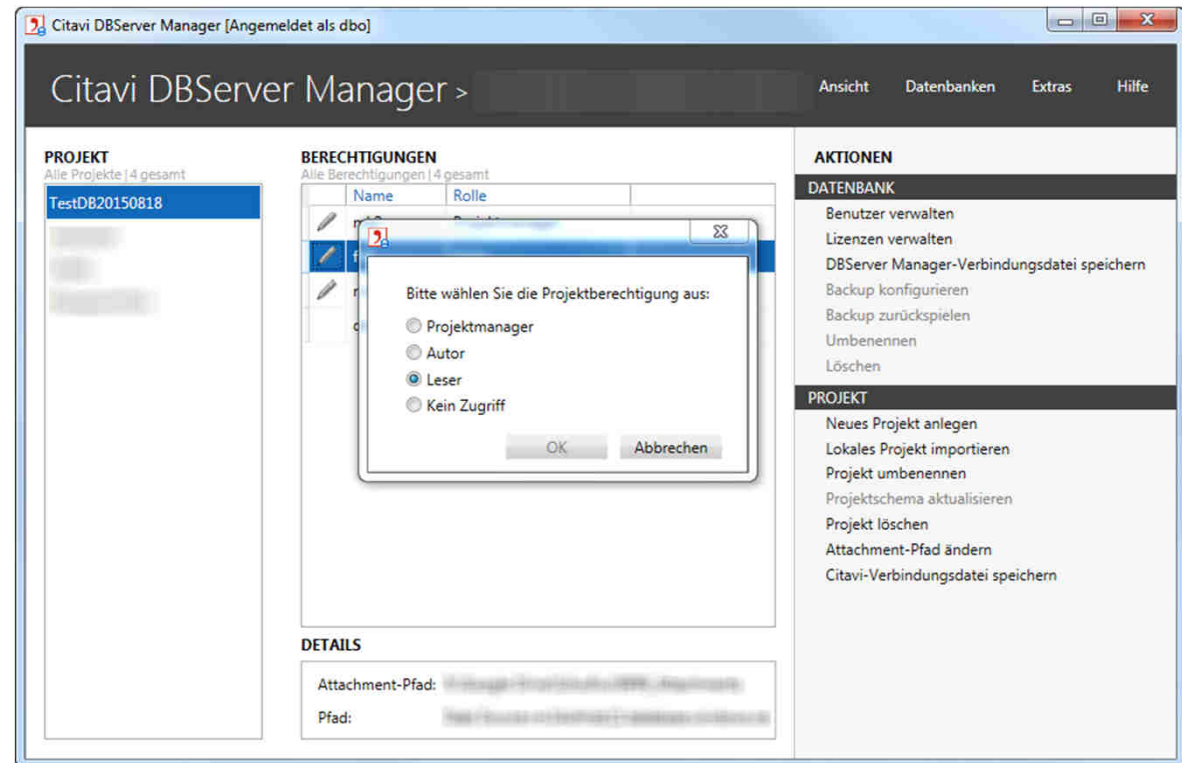 Citavi DBServer Manager [Angemeldet als dbo]
Citavi DBServer Manager >
Ansicht Datenbanken Extras Hilfe
PROJEKT
Alle Projekte | 4 gesamt
TestDB20150818
BERECHTIGUNGEN
Alle Berechtigungen | 4 gesamt
Name Rolle
Bitte wählen Sie die Projektberechtigung aus:
Projektmanager
Autor
Leser
Kein Zugriff
OK Abbrechen
DETAILS
Attachment-Pfad:
Pfad:
AKTIONEN
DATENBANK
Benutzer verwalten
Lizenzen verwalten
DBServer Manager-Verbindungsdatei speichern
Backup konfigurieren
Backup zurückspielen
Umbenennen
Löschen
PROJEKT
Neues Projekt anlegen
Lokales Projekt importieren
Projekt umbenennen
Projektschema aktualisieren
Projekt löschen
Attachment-Pfad ändern
Citavi-Verbindungsdatei speichern